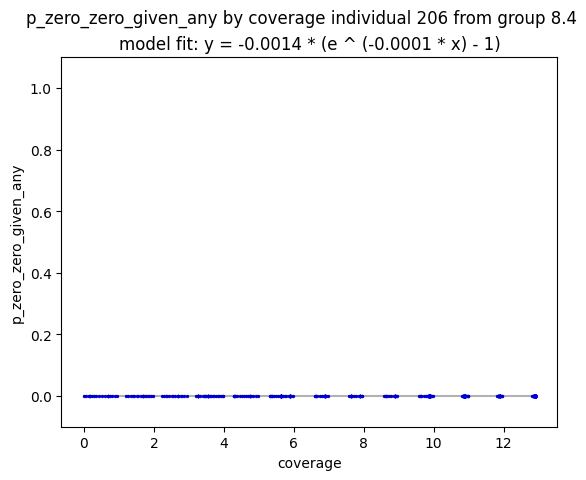 p_zero_zero_given_any by coverage individual 206 from group 8.4
model fit: y = -0.0014 * (e ^ (-0.0001 * x) - 1)
p_zero_zero_given_any
1.0
0.8
0.6
0.4
0.2
0.0
0 2 4 6 8 10 12
coverage